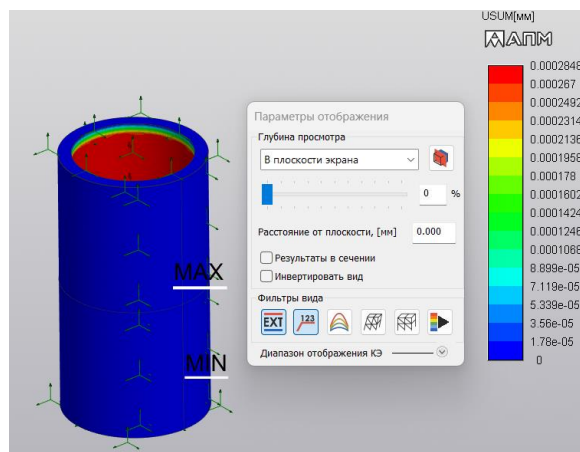 USUM[мм]
АПМ
0.0002848
0.000267
0.0002492
0.0002314
0.0002136
0.0001958
0.000178
0.0001602
0.0001424
0.0001246
0.0001068
8.899e-05
7.119e-05
5.339e-05
3.56e-05
1.78e-05
0
Параметры отображения
Глубина просмотра
В плоскости экрана
0 %
Расстояние от плоскости, [мм] 0.000
Результаты в сечении
Инвертировать вид
Фильтры вида
EXT 123
Диапазон отображения КЭ
MAX
MIN